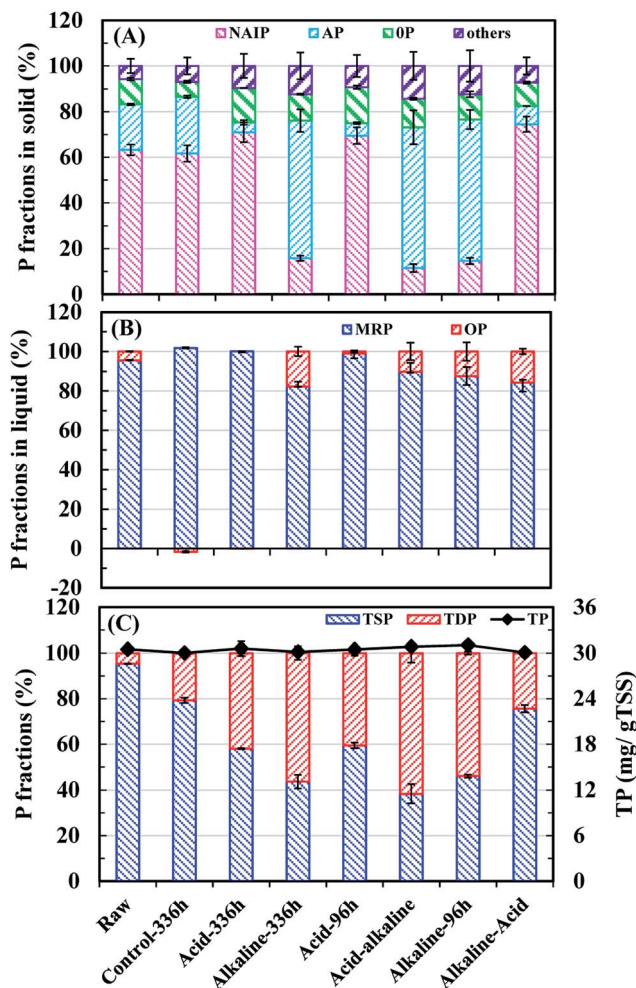 (A) NAIP AP 0P others
P fractions in solid (%)
120
100
80
60
40
20
0
(B) MRP OP
P fractions in liquid (%)
120
100
80
60
40
20
0
-20
(C) TSP TDP TP
P fractions (%)
120
100
80
60
40
20
0
TP (mg/ gTSS)
36
30
24
18
12
6
0
Raw
Control-336h
Acid-336h
Alkaline-336h
Acid-96h
Acid-alkaline
Alkaline-96h
Alkaline-Acid